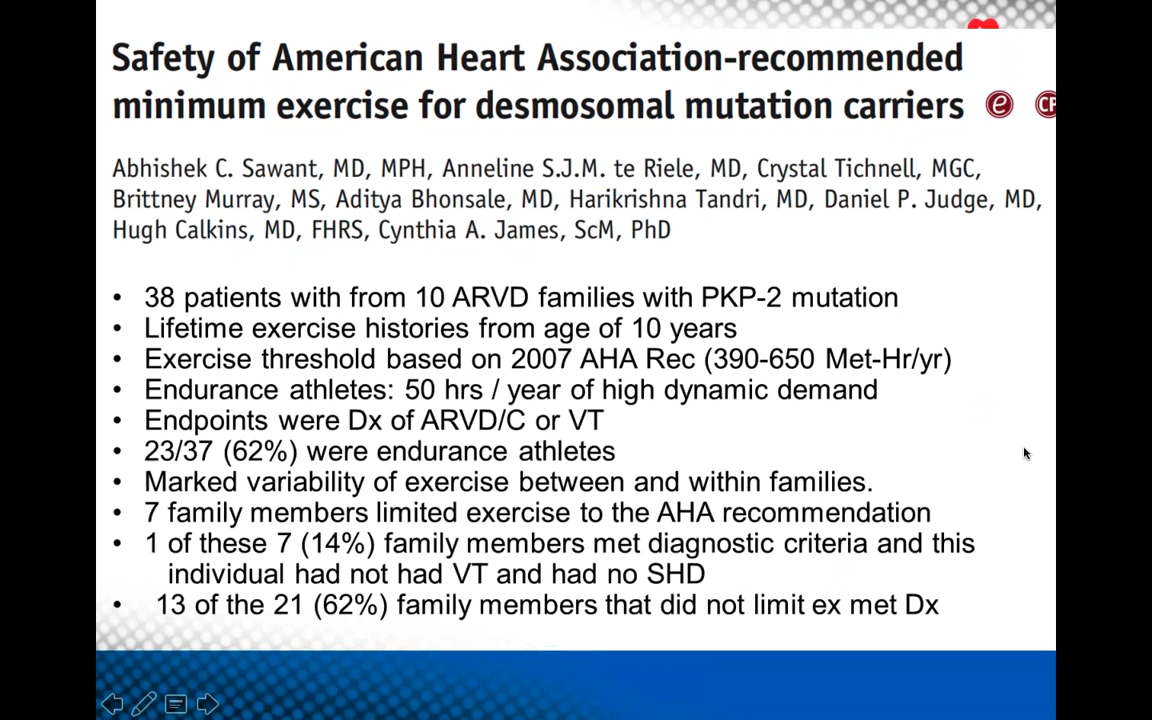 Safety of American Heart Association-recommended
minimum exercise for desmosomal mutation carriers e CP
Abhishek C. Sawant, MD, MPH, Anneline S.J.M. te Riele, MD, Crystal Tichnell, MGC,
Brittney Murray, MS, Aditya Bhonsale, MD, Harikrishna Tandri, MD, Daniel P. Judge, MD,
Hugh Calkins, MD, FHRS, Cynthia A. James, ScM, PhD
• 38 patients with from 10 ARVD families with PKP-2 mutation
• Lifetime exercise histories from age of 10 years
• Exercise threshold based on 2007 AHA Rec (390-650 Met-Hr/yr)
• Endurance athletes: 50 hrs / year of high dynamic demand
• Endpoints were Dx of ARVD/C or VT
• 23/37 (62%) were endurance athletes
• Marked variability of exercise between and within families.
• 7 family members limited exercise to the AHA recommendation
• 1 of these 7 (14%) family members met diagnostic criteria and this
individual had not had VT and had no SHD
• 13 of the 21 (62%) family members that did not limit ex met Dx